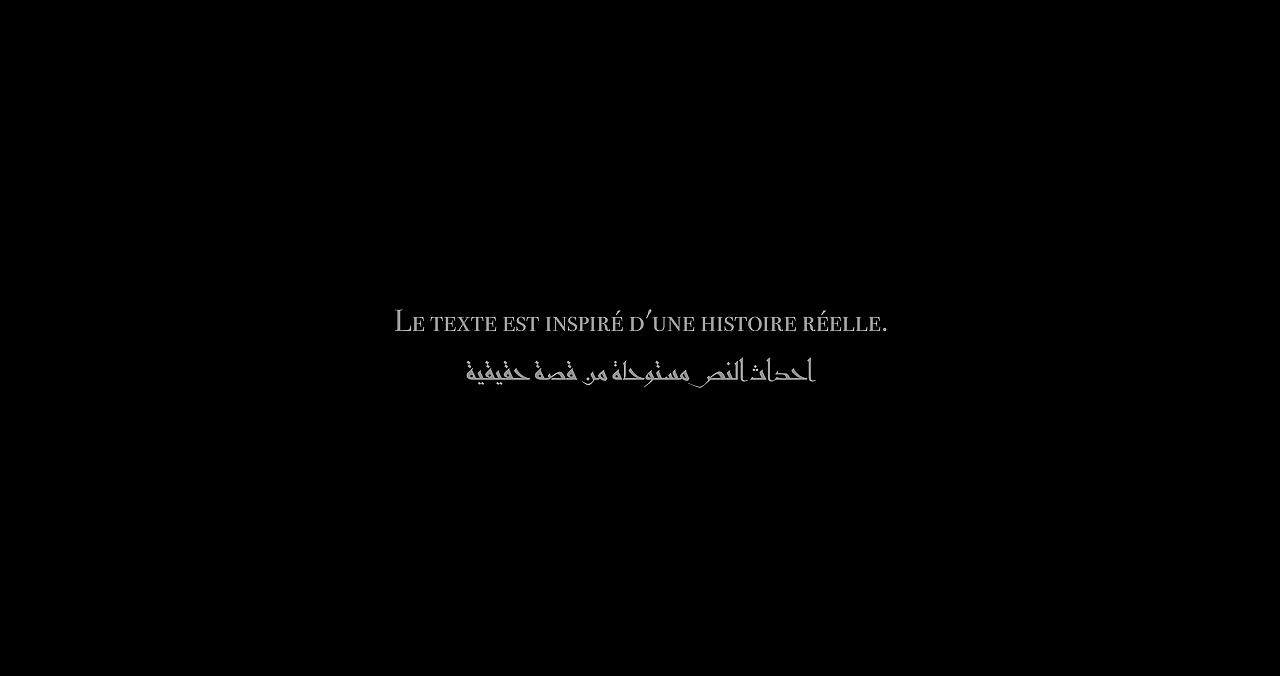 Le texte est inspiré d'une histoire réelle.
احداث النص مستوحاة من قصة حقيقية